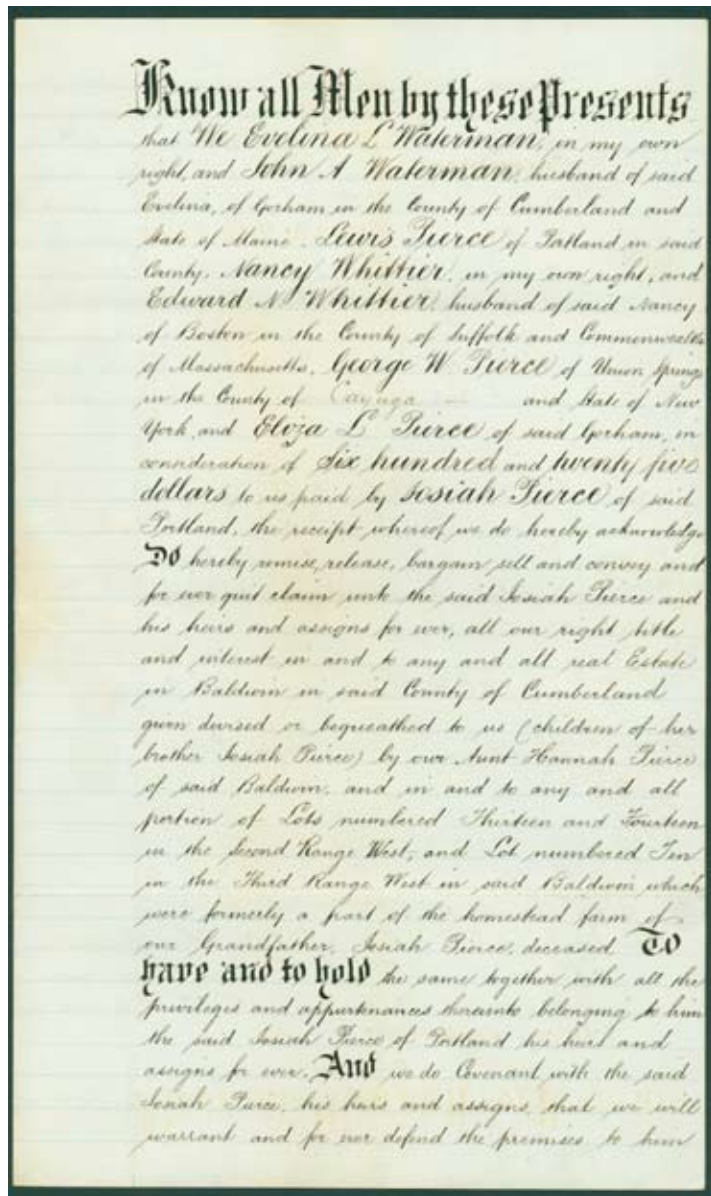 Know all Men by these Presents
that We Evelina L Waterman, in my own
right, and John A Waterman, husband of said
Evelina, of Gorham in the County of Cumberland and
State of Maine. Lewis Pierce of Portland in said
County, Nancy Whittier, in my own right, and
Edward N. Whittier, husband of said Nancy
of Boston in the County of Suffolk and Commonwealth
of Massachusetts, George W. Pierce of Union Springs
in the County of Cayuga and State of New
York, and Eliza L Pierce of said Gorham, in
consideration of Six hundred and twenty five
dollars to us paid by Josiah Pierce of said
Portland, the receipt whereof we do hereby acknowledge
Do hereby remise, release, bargain sell and convey and
for ever quit claim unto the said Josiah Pierce and
his heirs and assigns for ever, all our right title
and interest in and to any and all real Estate
in Baldwin in said County of Cumberland
given devised or bequeathed to us (children of her
brother Josiah Pierce) by our Aunt Hannah Pierce
of said Baldwin, and in and to any and all
portion of Lots numbered Thirteen and Fourteen
in the Second Range West, and Lot numbered Ten
in the Third Range West in said Baldwin which
were formerly a part of the homestead farm of
our Grandfather, Josiah Pierce, deceased. To
have and to hold the same together with all the
privileges and appurtenances thereunto belonging to him
the said Josiah Pierce of Portland his heirs and
assigns for ever. And we do Covenant with the said
Josiah Pierce, his heirs and assigns, that we will
warrant and for ever defend the premises to him